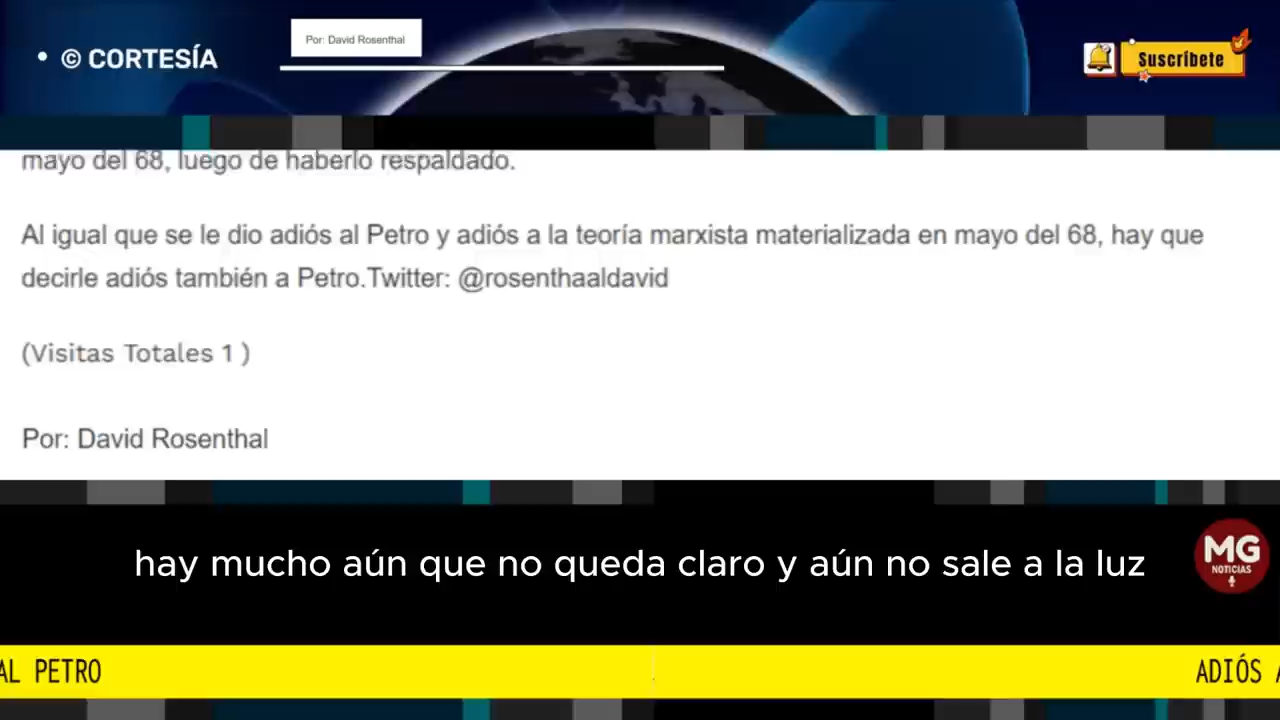 Por: David Rosenthal
• © CORTESÍA
Suscríbete
mayo del 68, luego de haberlo respaldado.
Al igual que se le dio adiós al Petro y adiós a la teoría marxista materializada en mayo del 68, hay que
decirle adiós también a Petro.Twitter: @rosenthaaldavid
(Visitas Totales 1 )
Por: David Rosenthal
hay mucho aún que no queda claro y aún no sale a la luz
MG
NOTICIAS
AL PETRO
ADIÓS A